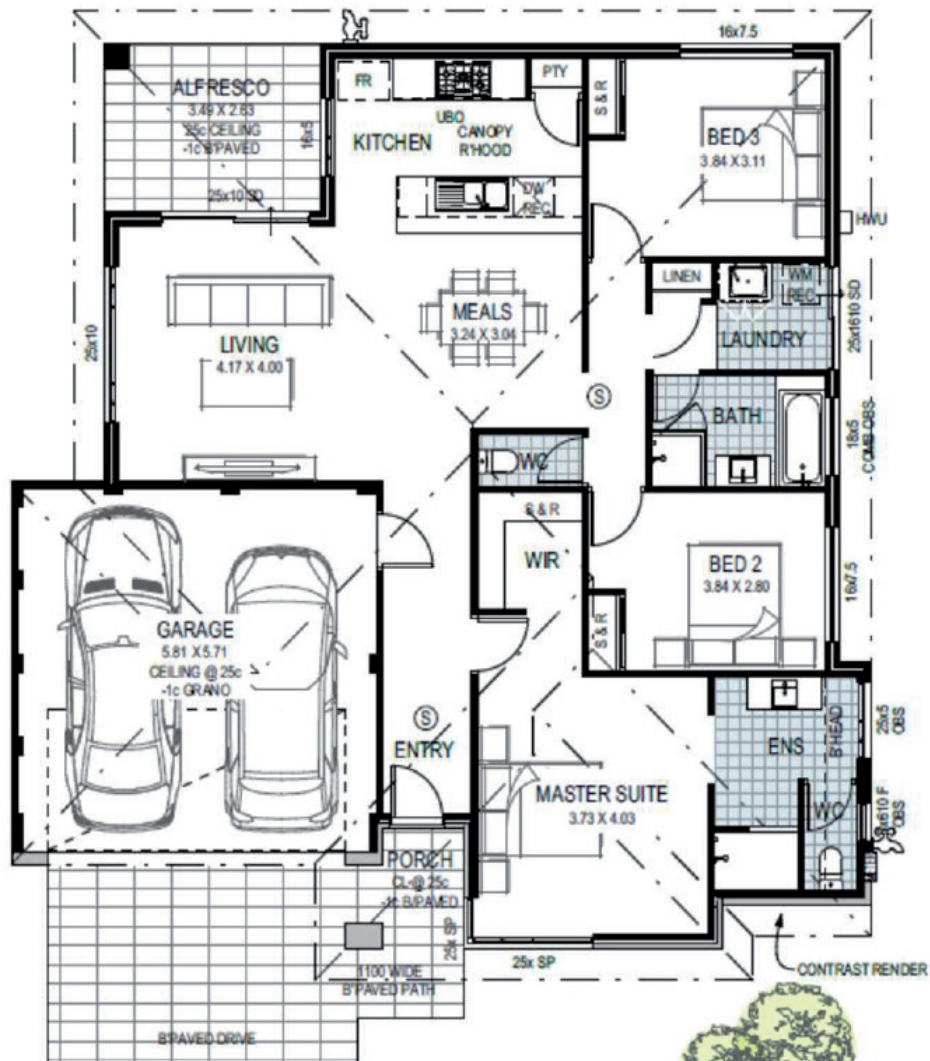 16x7.5
ALFRESCO
3.49 X 2.63
25c CEILING
-1c B'PAVED
16x5
25x10 SD
FR
UBO
CANOPY
R'HOOD
KITCHEN
PTY
S & R
BED 3
3.84 X 3.11
DW
REC
HWU
LINEN
WM
REC
25x1610 SD
LAUNDRY
25x10
LIVING
4.17 X 4.00
MEALS
3.24 X 3.04
S
BATH
18x5
COMB OBS
WC
S & R
WIR
BED 2
3.84 X 2.80
16x7.5
S & R
GARAGE
5.81 X 5.71
CEILING @ 25c
-1c GRANO
S
ENTRY
MASTER SUITE
3.73 X 4.03
ENS
B'HEAD
25x5
OBS
WC
x610 F
OBS
PORCH
CL @ 25c
-1c B/PAVED
25x SP
25x SP
1100 WIDE
B'PAVED PATH
CONTRAST RENDER
B'PAVED DRIVE